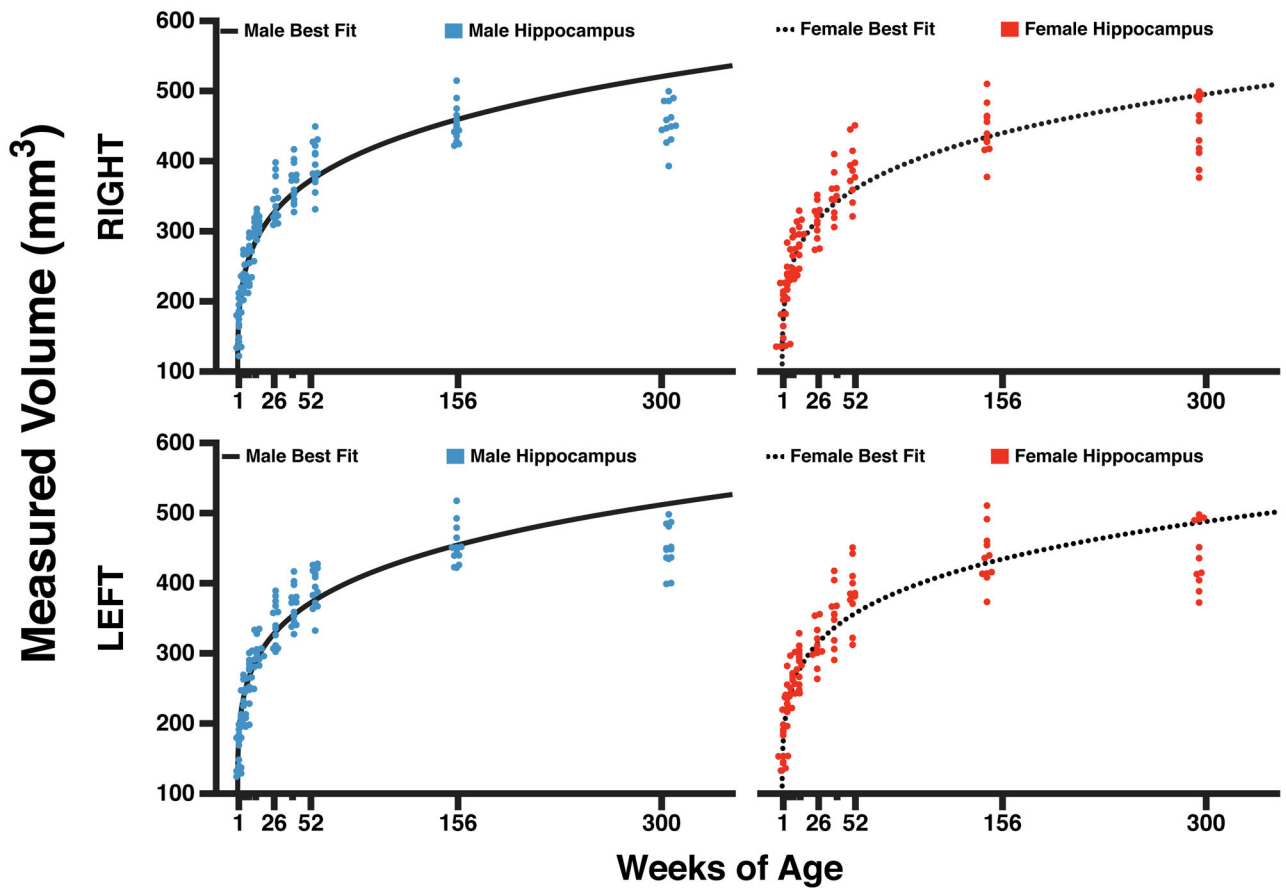 Measured Volume (mm³)
RIGHT
600
500
400
300
200
100
Male Best Fit
Male Hippocampus
Female Best Fit
Female Hippocampus
1 26 52 156 300
1 26 52 156 300
LEFT
600
500
400
300
200
100
Male Best Fit
Male Hippocampus
Female Best Fit
Female Hippocampus
1 26 52 156 300
1 26 52 156 300
Weeks of Age